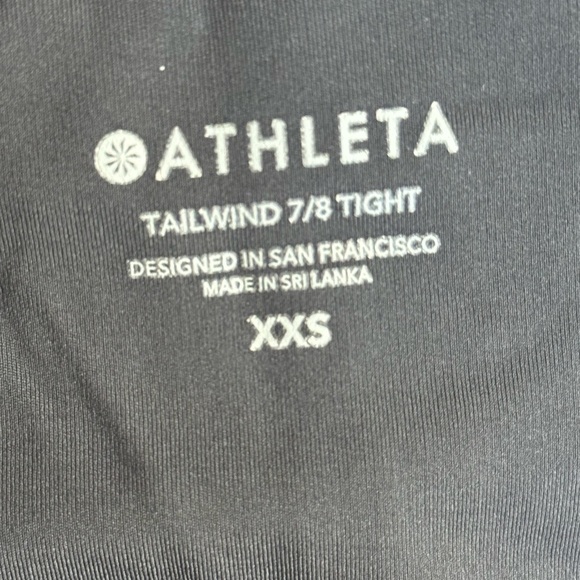 ATHLETA
TAILWIND 7/8 TIGHT
DESIGNED IN SAN FRANCISCO
MADE IN SRI LANKA
XXS